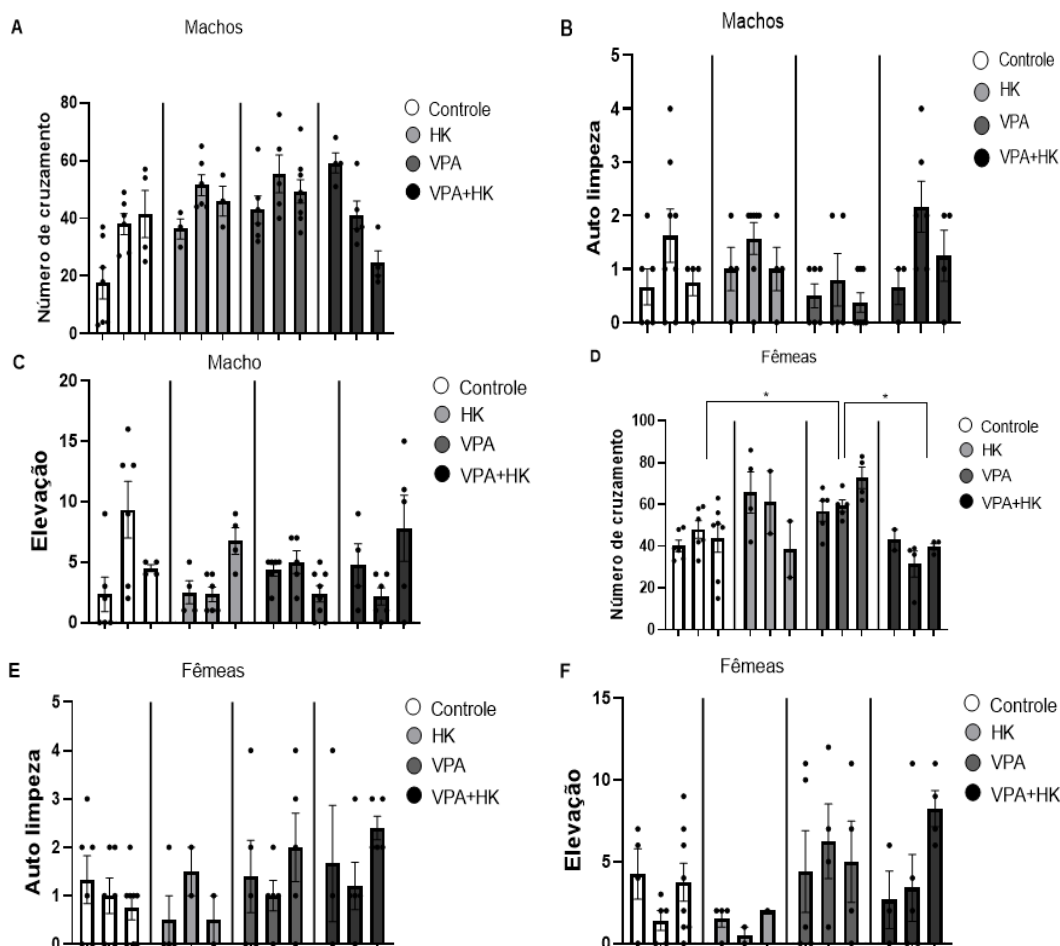 A
Machos
Número de cruzamento
80
60
40
20
0
Controle
HK
VPA
VPA+HK
B
Machos
Auto limpeza
5
4
3
2
1
0
Controle
HK
VPA
VPA+HK
C
Macho
Elevação
20
15
10
5
0
Controle
HK
VPA
VPA+HK
D
Fêmeas
*
*
Número de cruzamento
100
80
60
40
20
0
Controle
HK
VPA
VPA+HK
E
Fêmeas
Auto limpeza
5
4
3
2
1
0
Controle
HK
VPA
VPA+HK
F
Fêmeas
Elevação
15
10
5
0
Controle
HK
VPA
VPA+HK